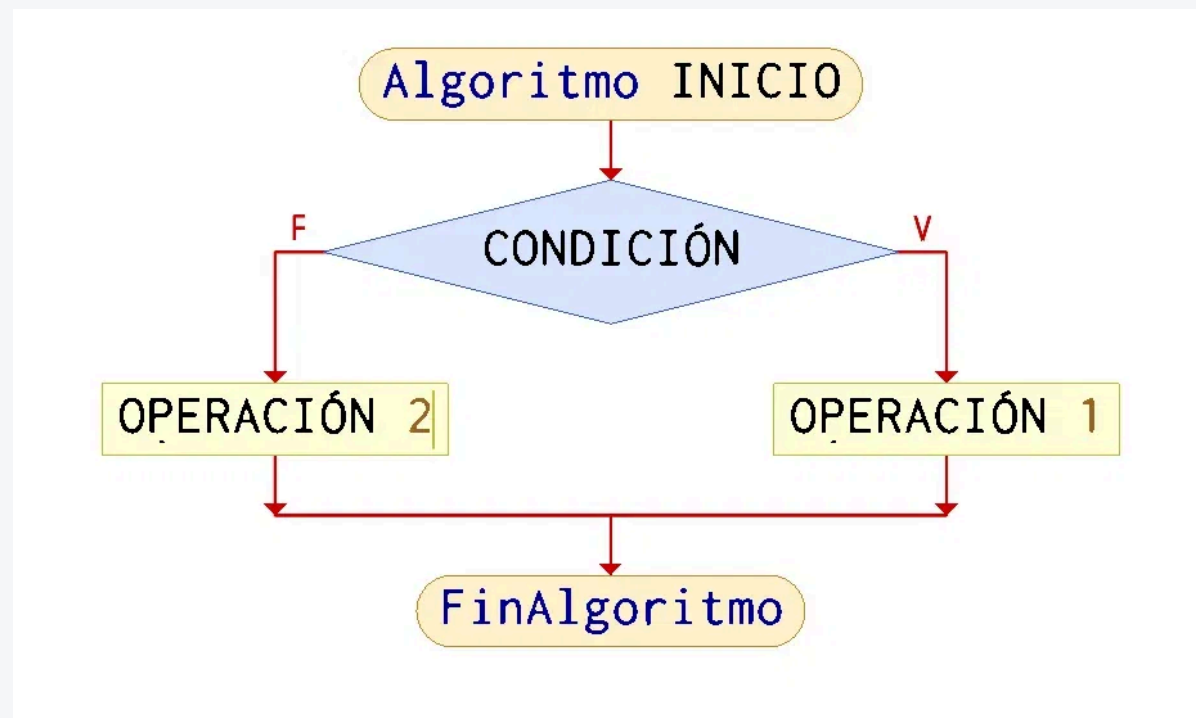 Algoritmo INICIO
F
V
CONDICIÓN
OPERACIÓN 2
OPERACIÓN 1
FinAlgoritmo